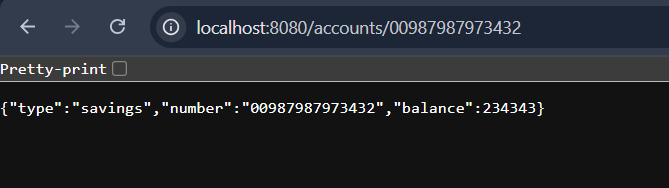 localhost:8080/accounts/00987987973432
Pretty-print
{"type":"savings","number":"00987987973432","balance":234343}